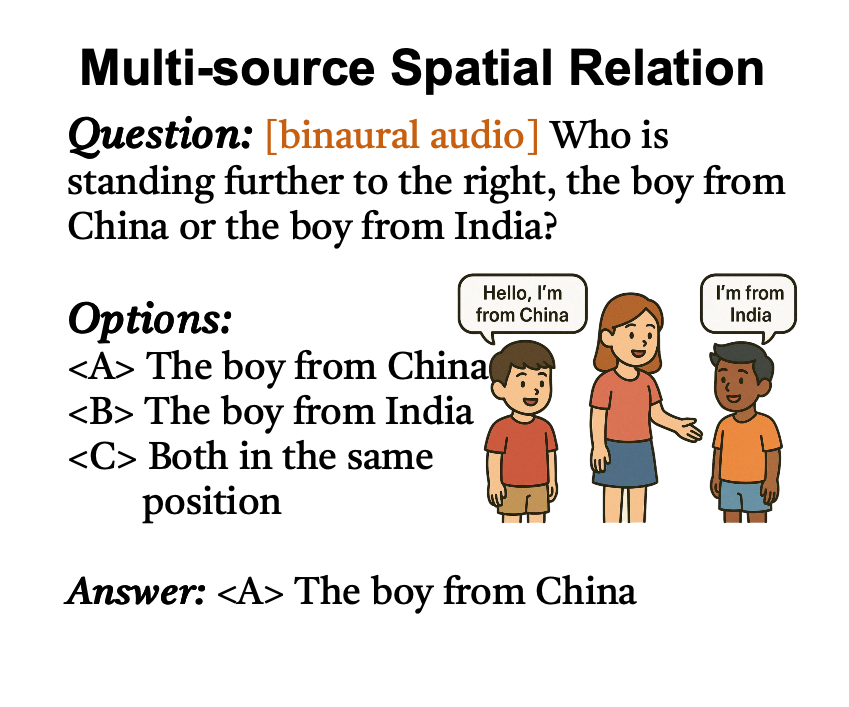 Multi-source Spatial Relation
Question: [binaural audio] Who is
standing further to the right, the boy from
China or the boy from India?
Options:
<A> The boy from China
<B> The boy from India
<C> Both in the same
position
Hello, I'm
from China
I'm from
India
Answer: <A> The boy from China